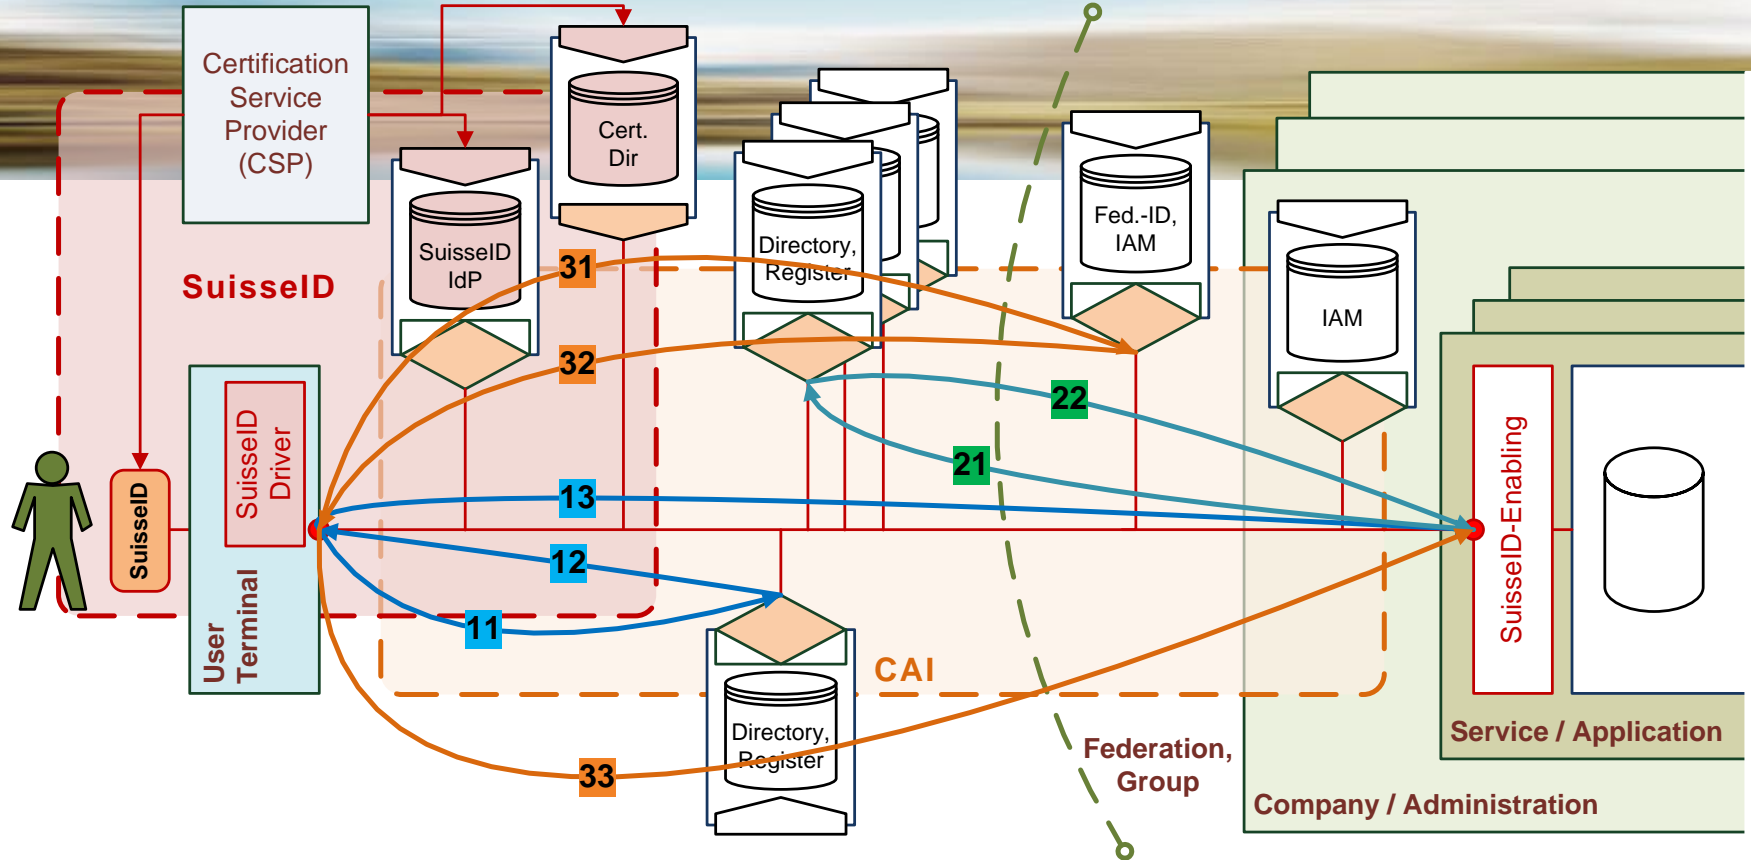 Certification
Service
Provider
(CSP)
Cert.
Dir
SuisseID
IdP
SuisseID
Directory,
Register
Fed.-ID,
IAM
IAM
31
32
22
21
13
12
11
33
SuisseID
SuisseID
Driver
User
Terminal
CAI
Directory,
Register
Federation,
Group
SuisseID-Enabling
Service / Application
Company / Administration